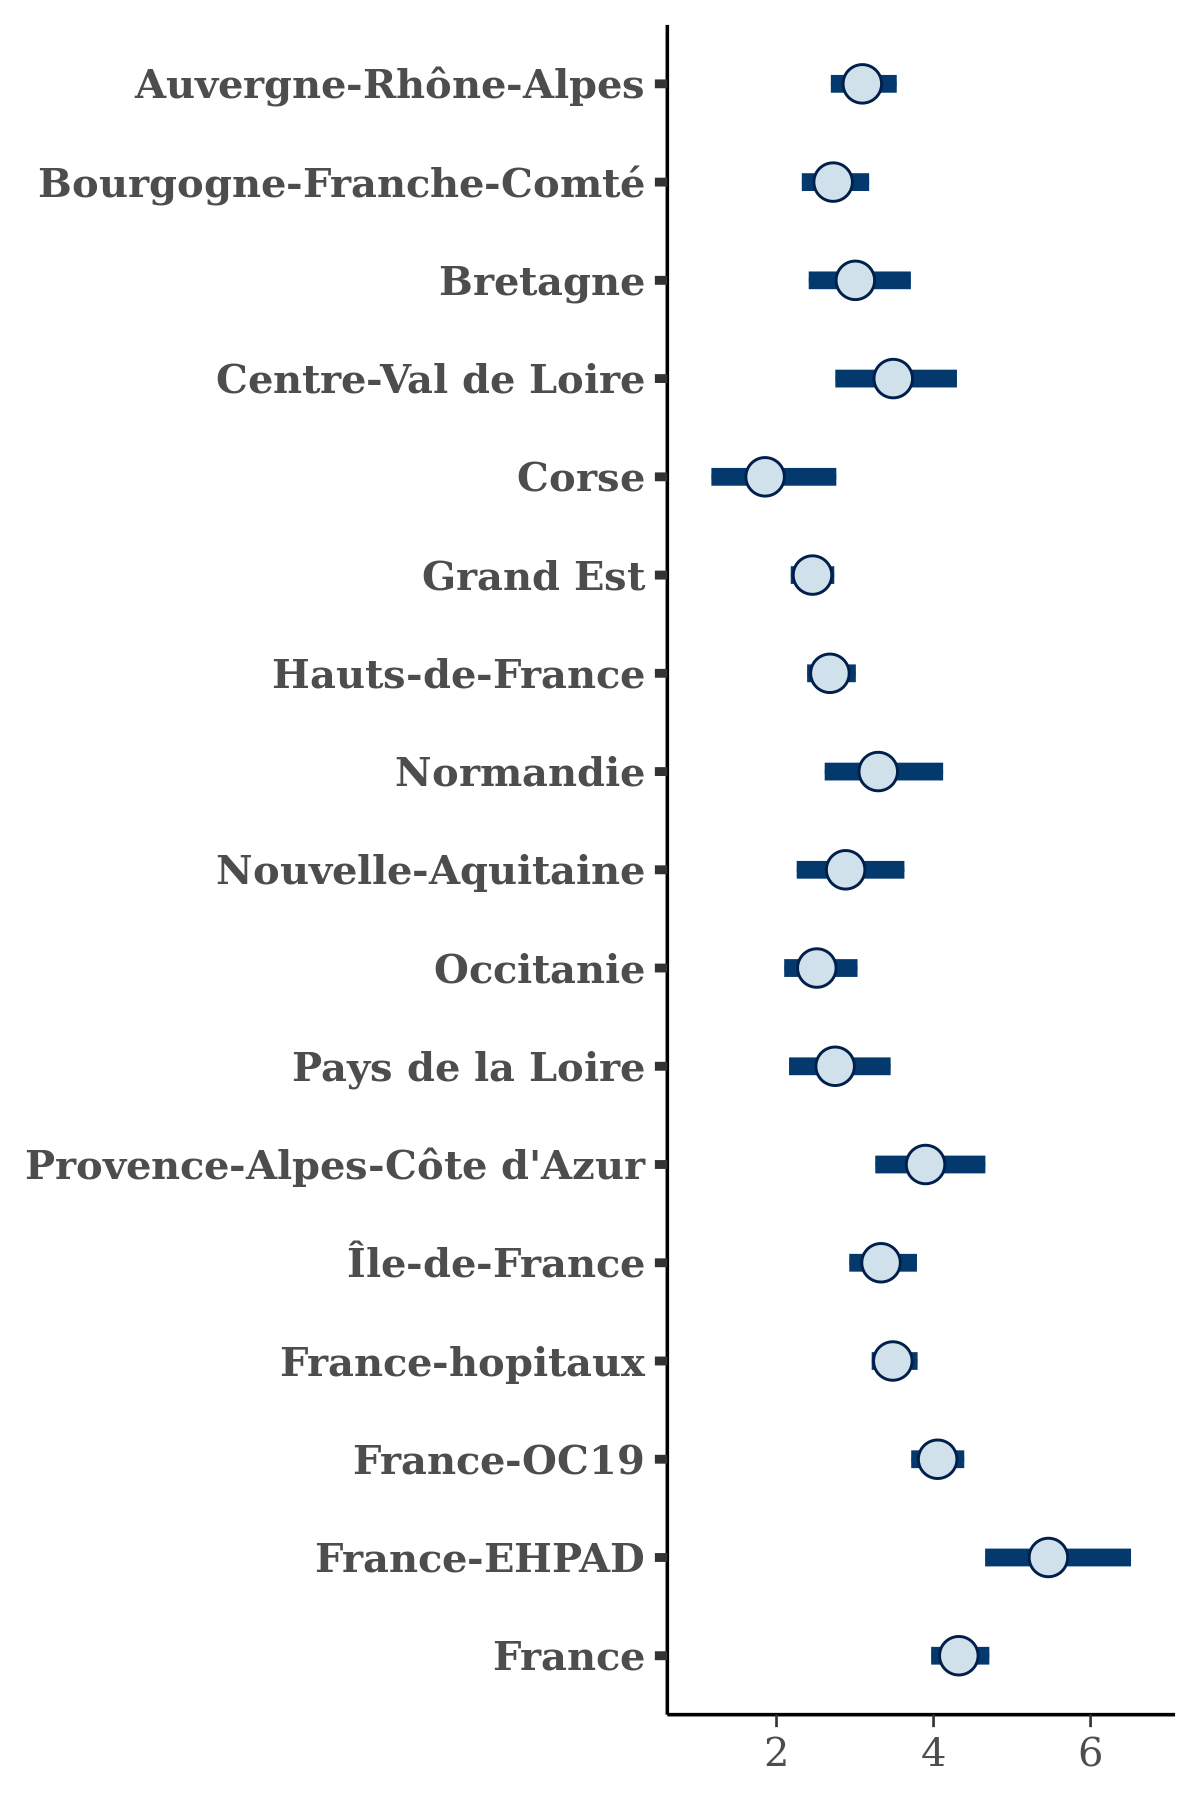 Auvergne-Rhône-Alpes
Bourgogne-Franche-Comté
Bretagne
Centre-Val de Loire
Corse
Grand Est
Hauts-de-France
Normandie
Nouvelle-Aquitaine
Occitanie
Pays de la Loire
Provence-Alpes-Côte d'Azur
Île-de-France
France-hopitaux
France-OC19
France-EHPAD
France
2 4 6